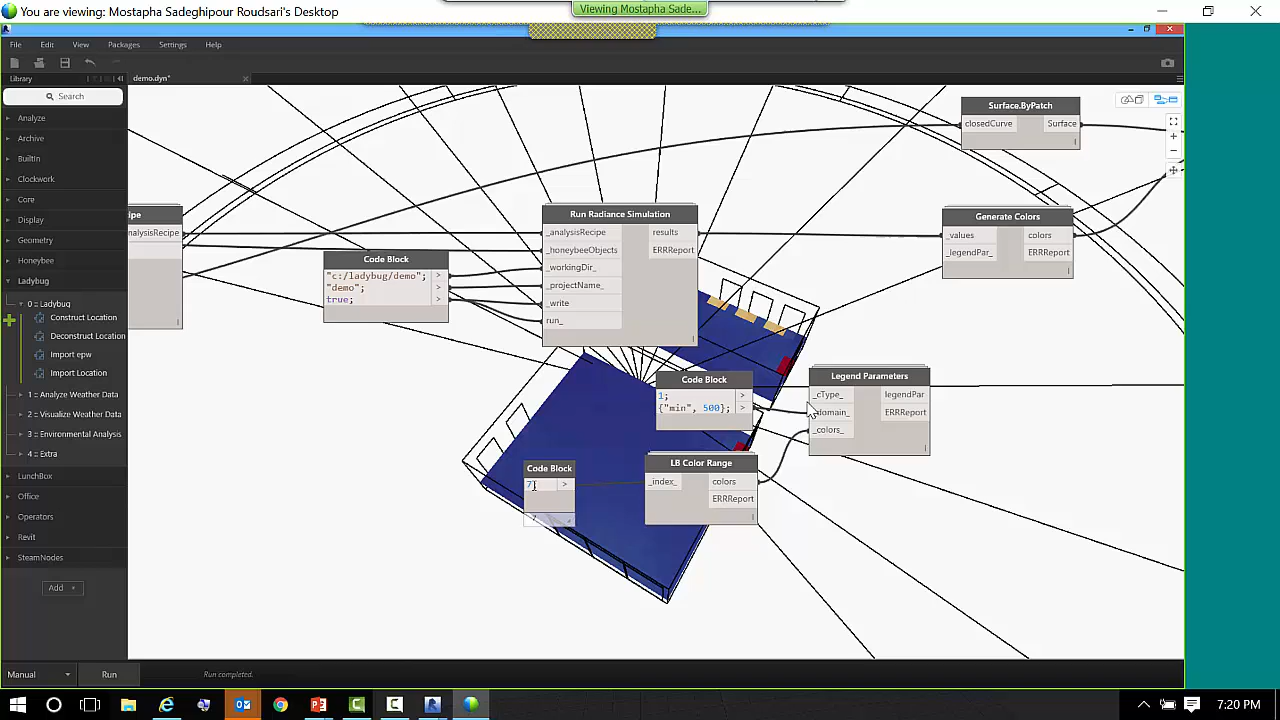 You are viewing: Mostapha Sadeghipour Roudsari's Desktop
Viewing Mostapha Sade...
File Edit View Packages Settings Help
Library
demo.dyn*
Search
Analyze
Archive
BuiltIn
Clockwork
Core
Display
Geometry
Honeybee
Ladybug
0 :: Ladybug
Construct Location
Deconstruct Location
Import epw
Import Location
1 :: Analyze Weather Data
2 :: Visualize Weather Data
3 :: Environmental Analysis
4 :: Extra
LunchBox
Office
Operators
Revit
SteamNodes
Add
Surface.ByPatch
closedCurve Surface
ipe
analysisRecipe
Code Block
"c:/ladybug/demo";
"demo";
true;
Run Radiance Simulation
_analysisRecipe results
_honeybeeObjects ERRReport
_workingDir_
_projectName_
_write
run_
Generate Colors
_values colors
_legendPar_ ERRReport
Code Block
1;
{"min", 500};
Legend Parameters
_cType_ legendPar
domain_ ERRReport
_colors_
Code Block
7
LB Color Range
_index_ colors
ERRReport
Manual Run Run completed.
7:20 PM